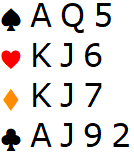 ♠ A Q 5
♥ K J 6
♦ K J 7
♣ A J 9 2